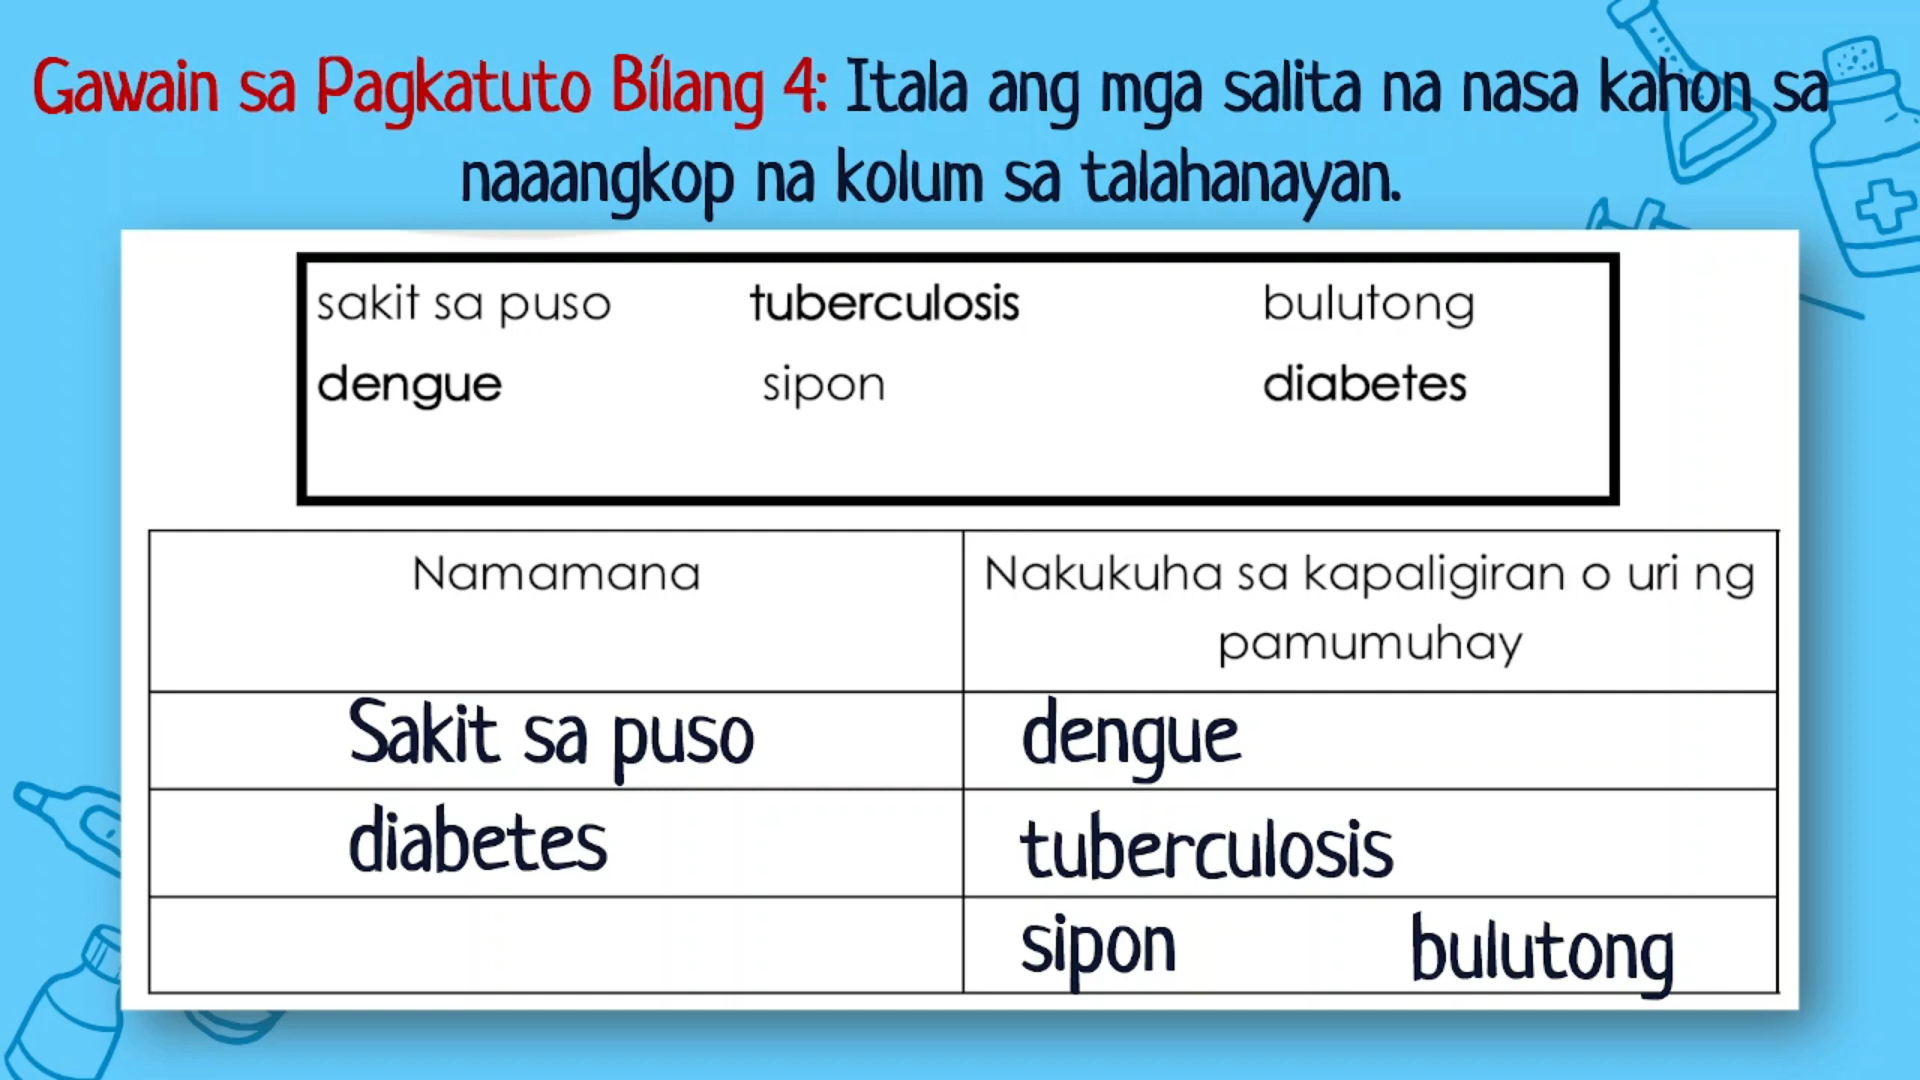 Gawain sa Pagkatuto Bílang 4: Itala ang mga salita na nasa kahon sa
naaangkop na kolum sa talahanayan.
sakit sa puso tuberculosis bulutong
dengue sipon diabetes
Namamana Nakukuha sa kapaligiran o uri ng
pamumuhay
Sakit sa puso dengue
diabetes tuberculosis
sipon bulutong